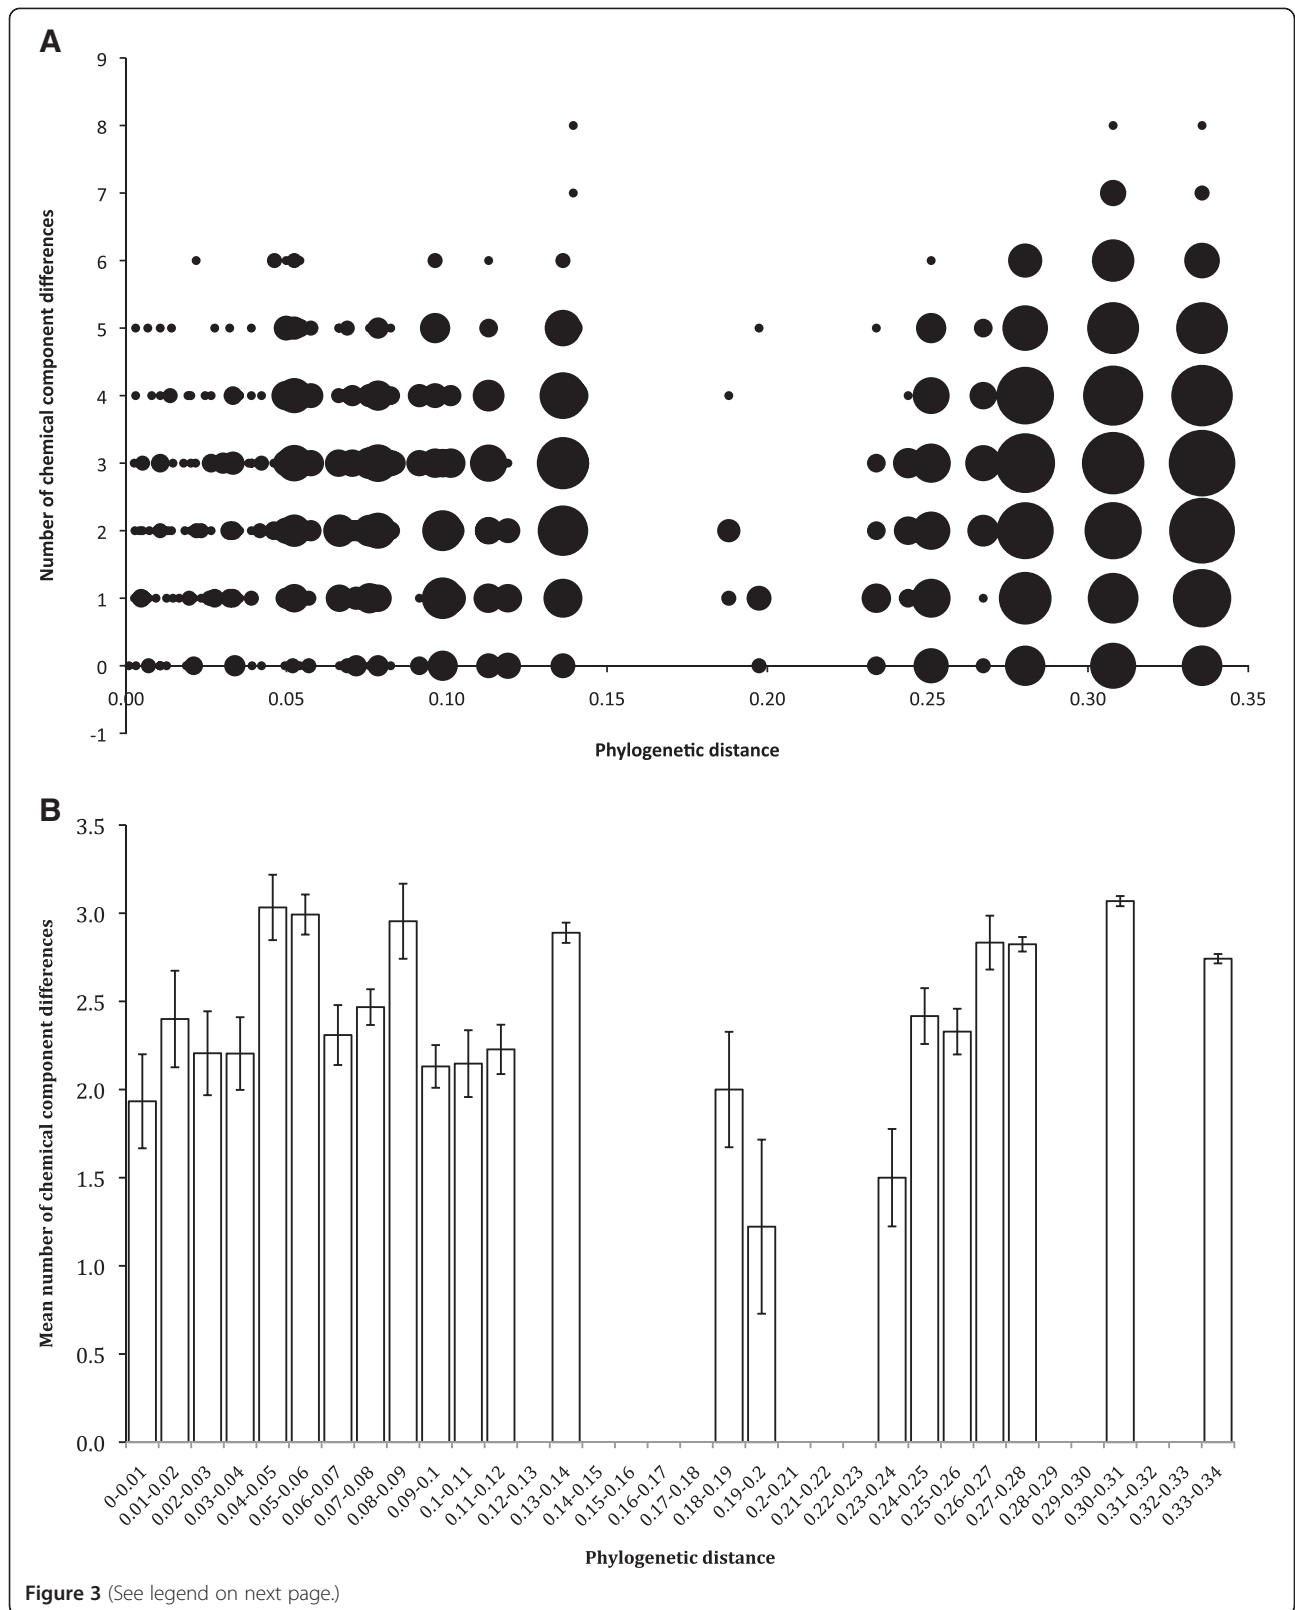 A
9
8
7
6
5
4
3
2
1
0
-1
Number of chemical component differences
0.00 0.05 0.10 0.15 0.20 0.25 0.30 0.35
Phylogenetic distance
B
3.5
3.0
2.5
2.0
1.5
1.0
0.5
0.0
Mean number of chemical component differences
0-0.01 0.01-0.02 0.02-0.03 0.03-0.04 0.04-0.05 0.05-0.06 0.06-0.07 0.07-0.08 0.08-0.09 0.09-0.1 0.1-0.11 0.11-0.12 0.12-0.13 0.13-0.14 0.14-0.15 0.15-0.16 0.16-0.17 0.17-0.18 0.18-0.19 0.19-0.2 0.2-0.21 0.21-0.22 0.22-0.23 0.23-0.24 0.24-0.25 0.25-0.26 0.26-0.27 0.27-0.28 0.28-0.29 0.29-0.30 0.30-0.31 0.31-0.32 0.32-0.33 0.33-0.34
Phylogenetic distance
Figure 3 (See legend on next page.)